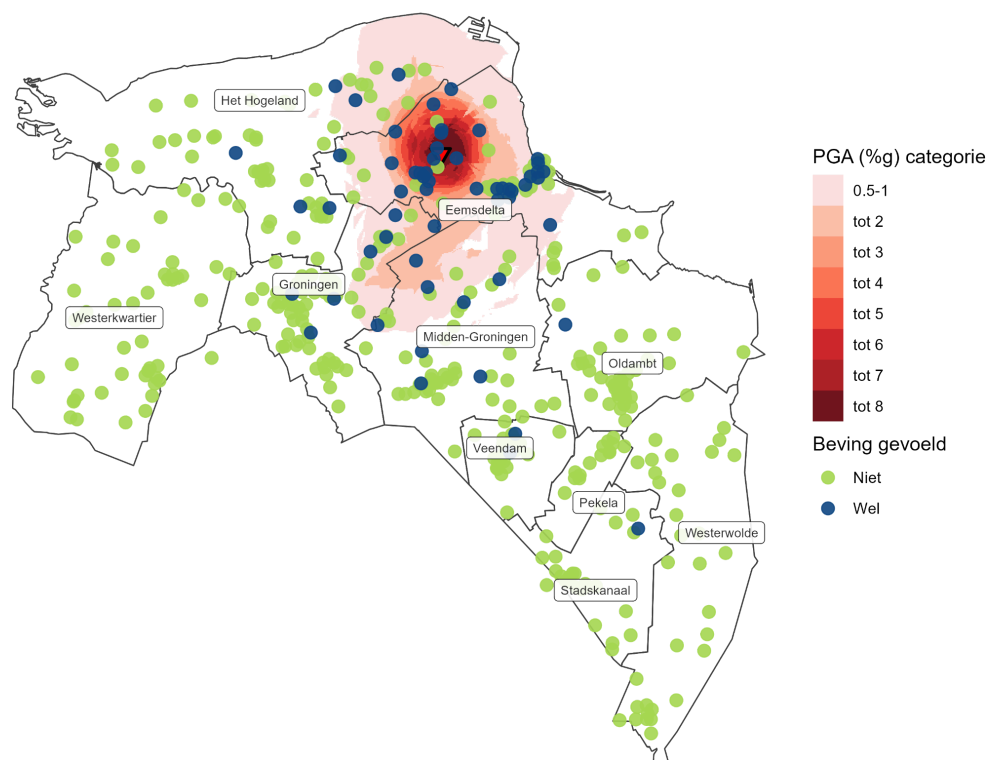 Het Hogeland
Eemsdelta
Groningen
Westerkwartier
Midden-Groningen
Oldambt
Veendam
Pekela
Westerwolde
Stadskanaal
PGA (%g) categorie
0.5-1
tot 2
tot 3
tot 4
tot 5
tot 6
tot 7
tot 8
Beving gevoeld
Niet
Wel